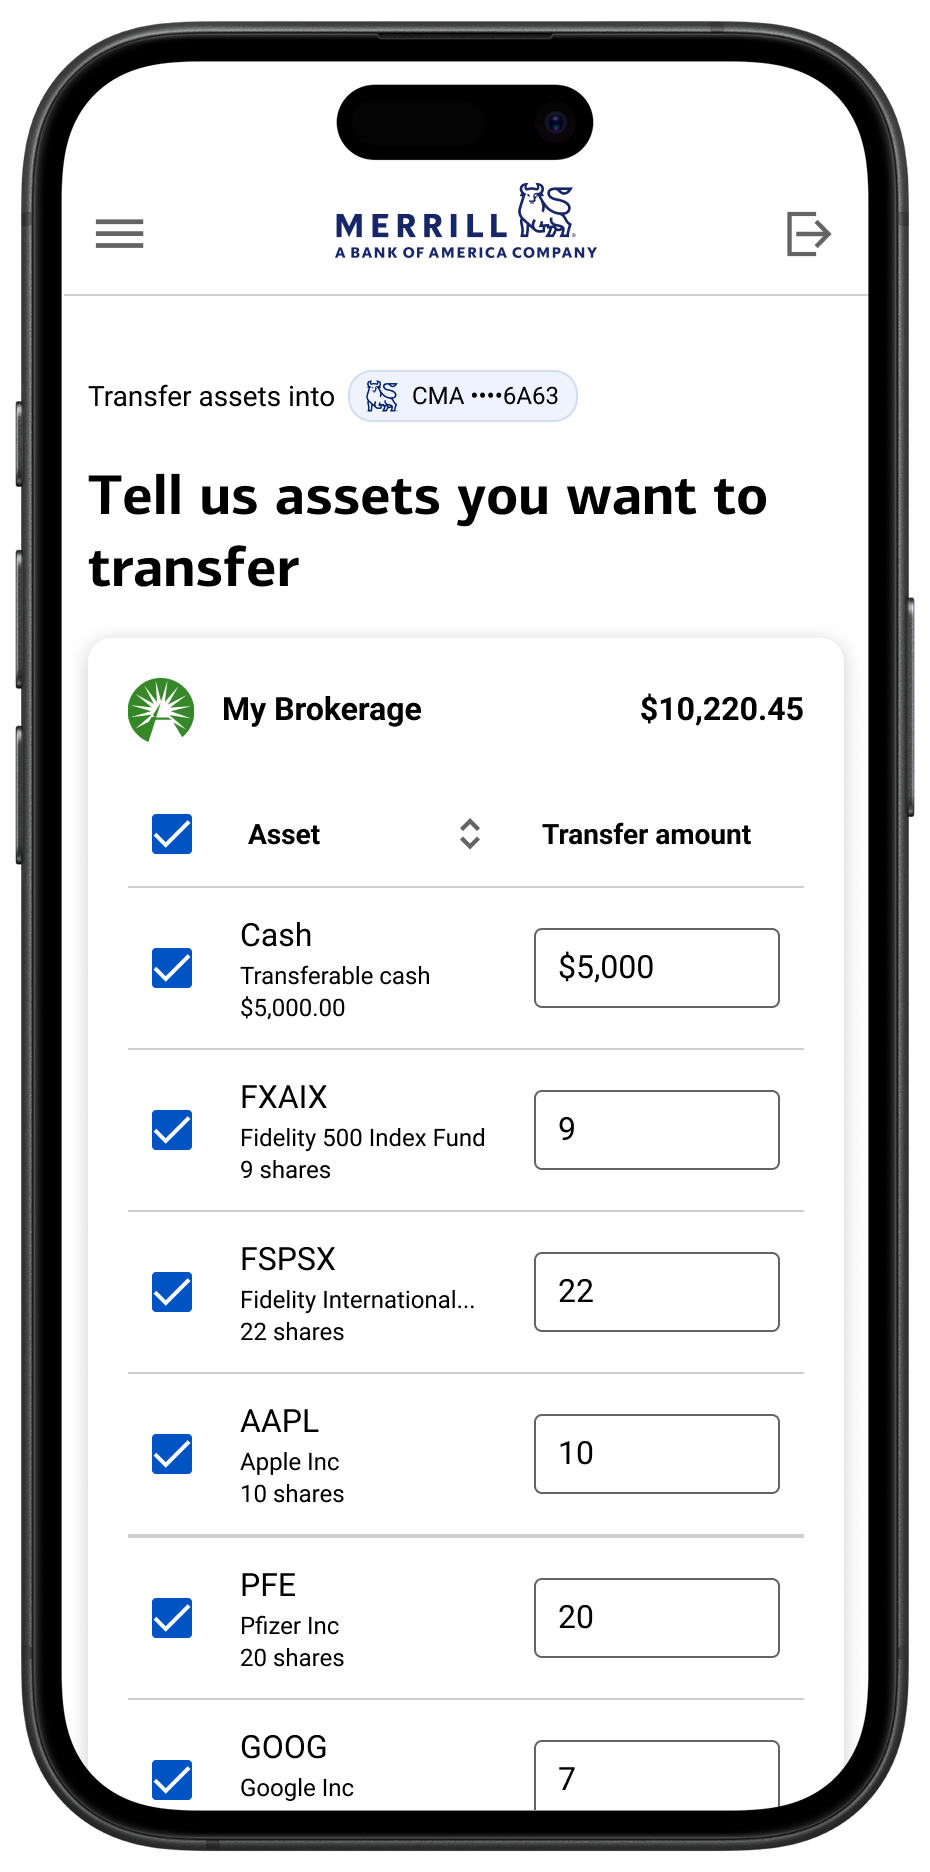 MERRILL
A BANK OF AMERICA COMPANY
Transfer assets into CMA ••••6A63
Tell us assets you want to
transfer
My Brokerage $10,220.45
Asset Transfer amount
Cash
Transferable cash
$5,000.00
$5,000
FXAIX
Fidelity 500 Index Fund
9 shares
9
FSPSX
Fidelity International...
22 shares
22
AAPL
Apple Inc
10 shares
10
PFE
Pfizer Inc
20 shares
20
GOOG
Google Inc
7